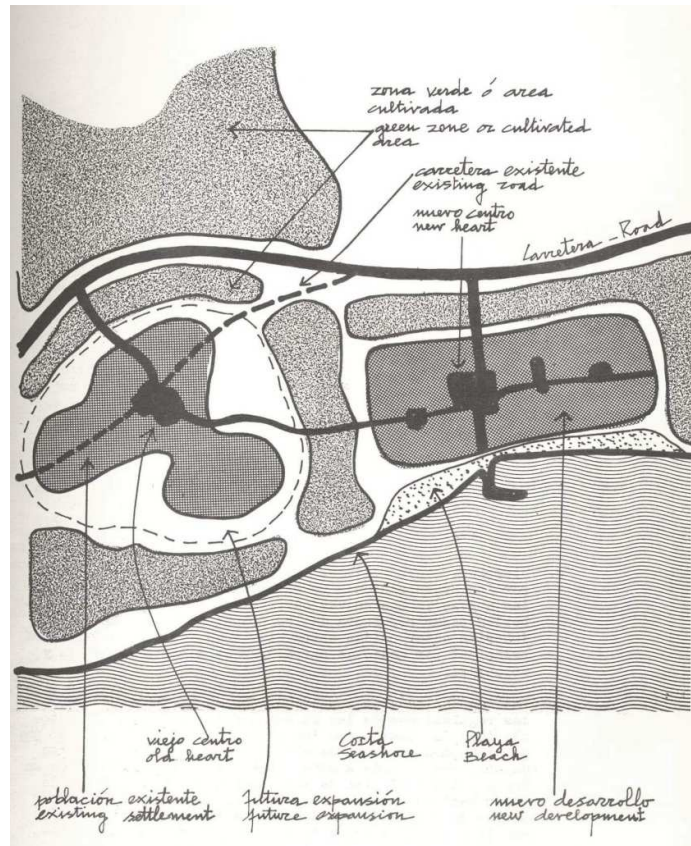 zona verde ó area
cultivada
green zone or cultivated
area
carretera existente
existing road
nuevo centro
new heart
Carretera - Road
viejo centro
old heart
Costa
Seashore
Playa
Beach
población existente
existing settlement
futura expansión
future expansion
nuevo desarrollo
new development